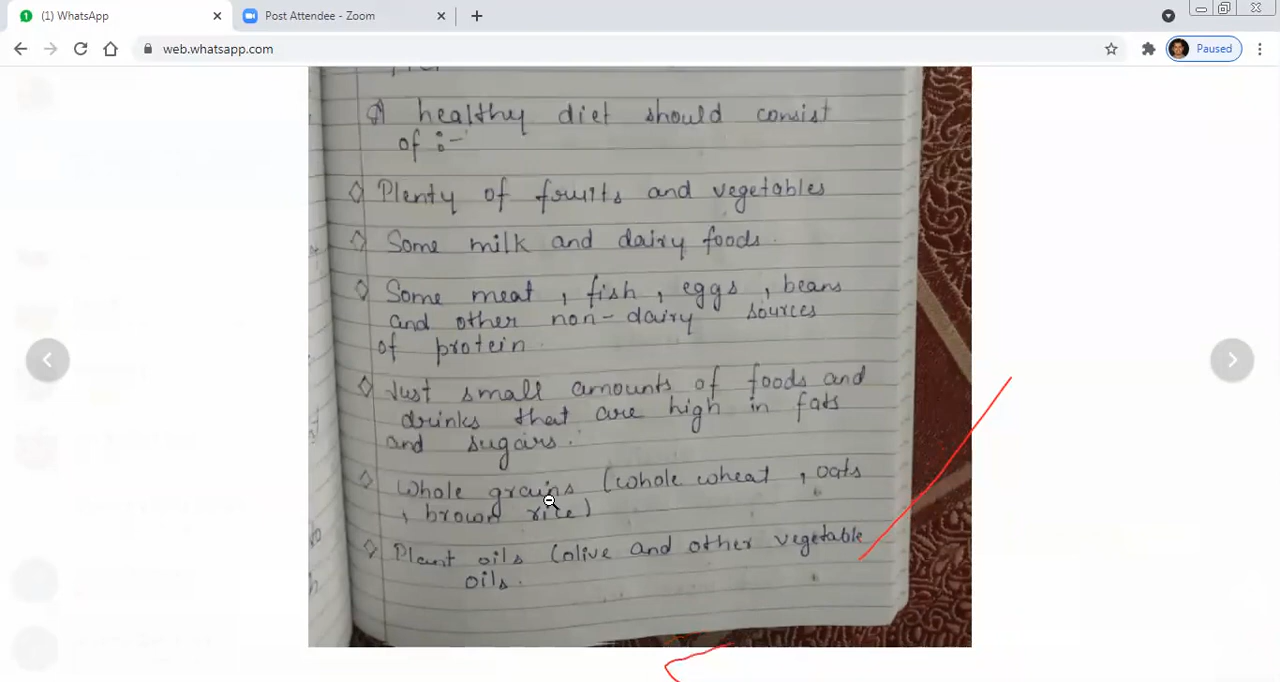 (1) WhatsApp
Post Attendee - Zoom
web.whatsapp.com
Paused
A healthy diet should consist
of :-
Plenty of fruits and vegetables
Some milk and dairy foods.
Some meat , fish , eggs , beans
and other non-dairy sources
of protein.
Just small amounts of foods and
drinks that are high in fats
and sugars.
Whole grains (whole wheat , oats
, brown rice)
Plant oils (olive and other vegetable
oils.